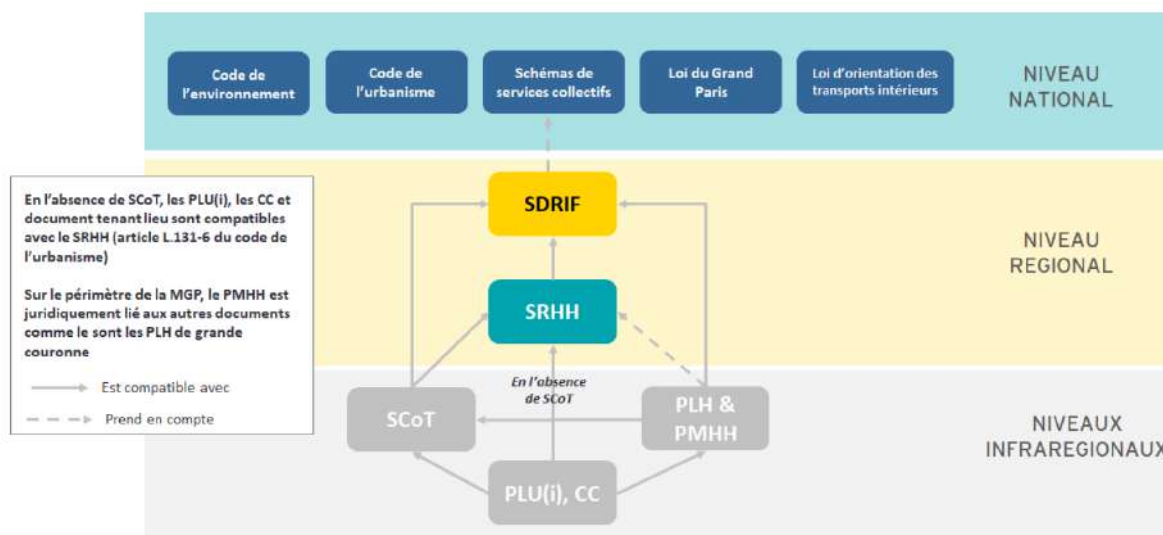 Code de
l'environnement
Code de
l'urbanisme
Schémas de
services collectifs
Loi du Grand
Paris
Loi d'orientation des
transports intérieurs
NIVEAU
NATIONAL
En l'absence de SCoT, les PLU(i), les CC et
document tenant lieu sont compatibles
avec le SRHH (article L.131-6 du code de
l'urbanisme)
Sur le périmètre de la MGP, le PMHH est
juridiquement lié aux autres documents
comme le sont les PLH de grande
couronne
Est compatible avec
Prend en compte
SDRIF
NIVEAU
REGIONAL
SRHH
En l'absence
de SCoT
SCoT
PLH &
PMHH
PLU(i), CC
NIVEAUX
INFRAREGIONAUX